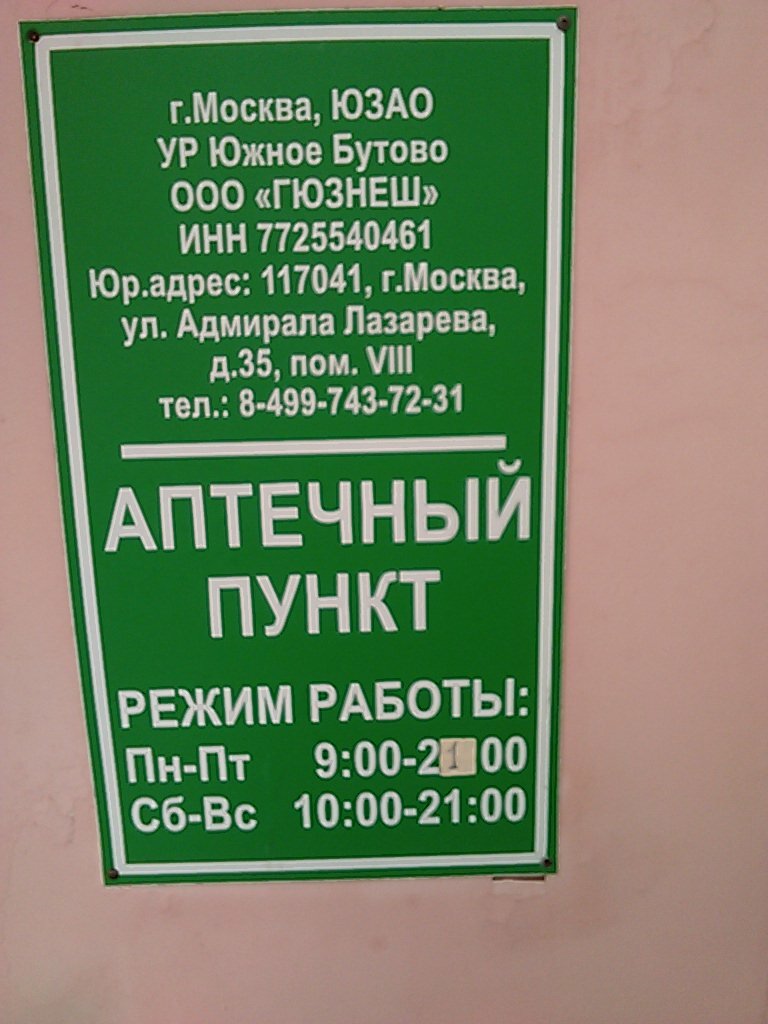 г.Москва, ЮЗАО
УР Южное Бутово
ООО «ГЮЗНЕШ»
ИНН 7725540461
Юр.адрес: 117041, г.Москва,
ул. Адмирала Лазарева,
д.35, пом. VIII
тел.: 8-499-743-72-31
АПТЕЧНЫЙ
ПУНКТ
РЕЖИМ РАБОТЫ:
Пн-Пт 9:00-21 00
Сб-Вс 10:00-21:00